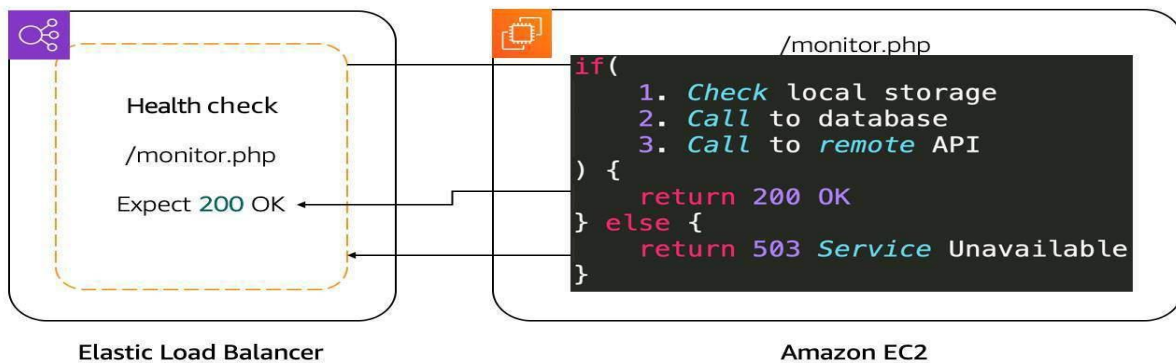 Health check
/monitor.php
Expect 200 OK
Elastic Load Balancer
/monitor.php
if(
1. Check local storage
2. Call to database
3. Call to remote API
) {
return 200 OK
} else {
return 503 Service Unavailable
}
Amazon EC2